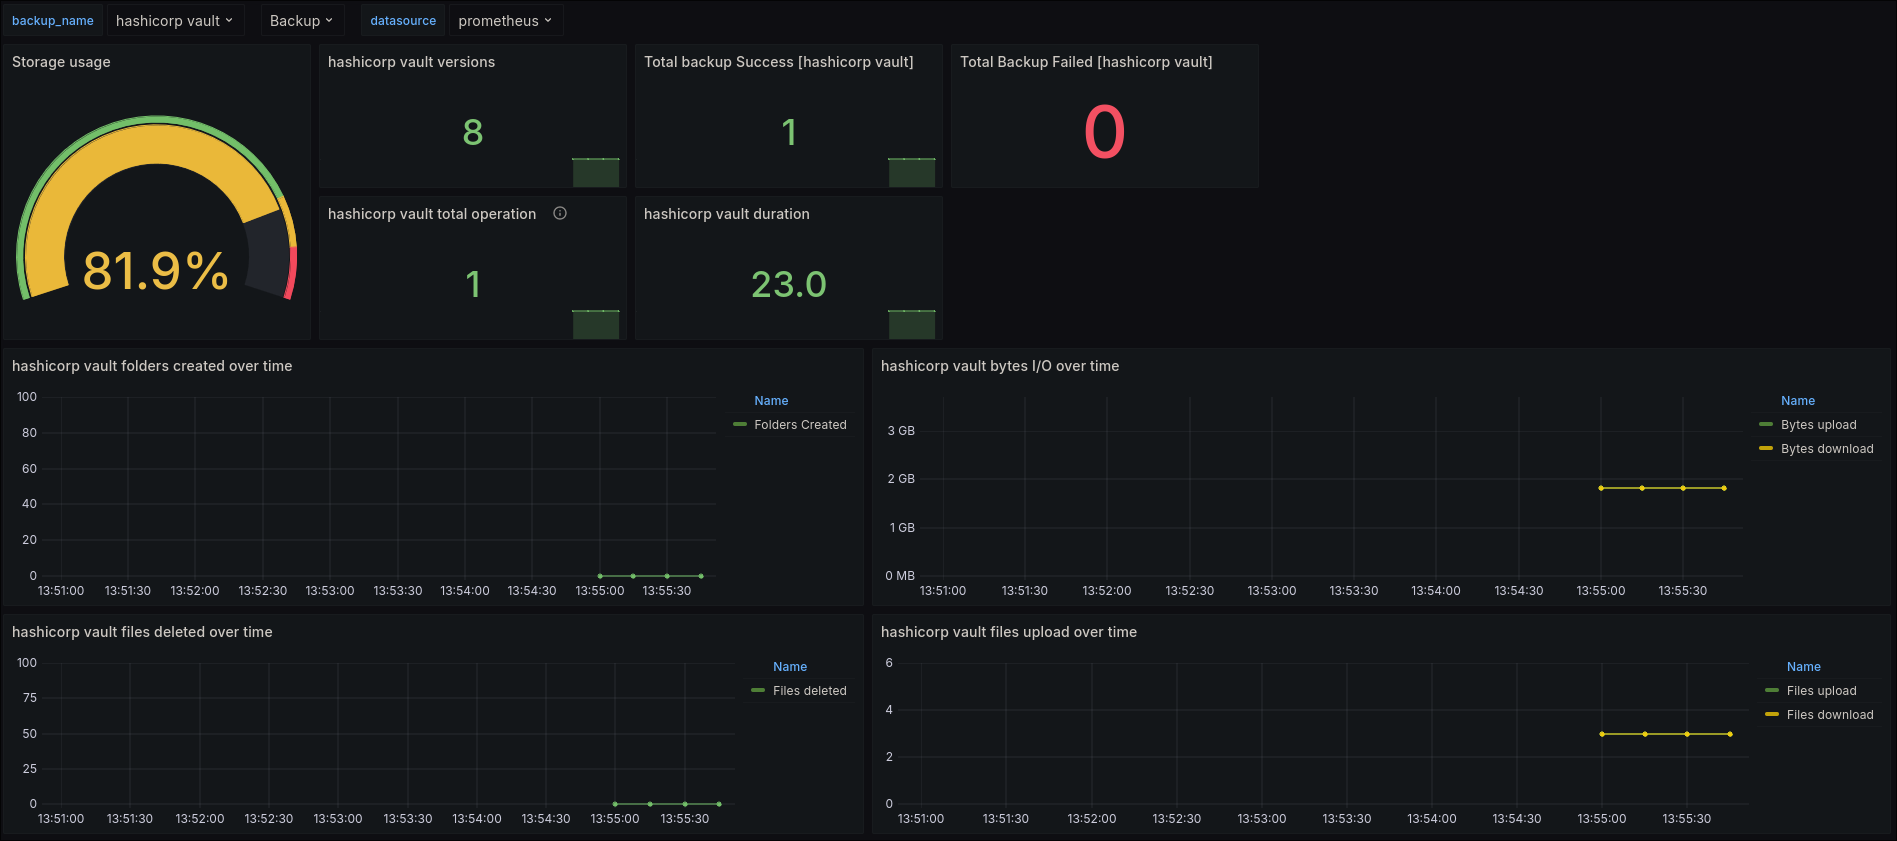 backup_name hashicorp vault Backup datasource prometheus
Storage usage
81.9%
hashicorp vault versions
8
Total backup Success [hashicorp vault]
1
Total Backup Failed [hashicorp vault]
0
hashicorp vault total operation
1
hashicorp vault duration
23.0
hashicorp vault folders created over time
100
80
60
40
20
0
13:51:00 13:51:30 13:52:00 13:52:30 13:53:00 13:53:30 13:54:00 13:54:30 13:55:00 13:55:30
Name
Folders Created
hashicorp vault bytes I/O over time
3 GB
2 GB
1 GB
0 MB
13:51:00 13:51:30 13:52:00 13:52:30 13:53:00 13:53:30 13:54:00 13:54:30 13:55:00 13:55:30
Name
Bytes upload
Bytes download
hashicorp vault files deleted over time
100
75
50
25
0
13:51:00 13:51:30 13:52:00 13:52:30 13:53:00 13:53:30 13:54:00 13:54:30 13:55:00 13:55:30
Name
Files deleted
hashicorp vault files upload over time
6
4
2
0
13:51:00 13:51:30 13:52:00 13:52:30 13:53:00 13:53:30 13:54:00 13:54:30 13:55:00 13:55:30
Name
Files upload
Files download